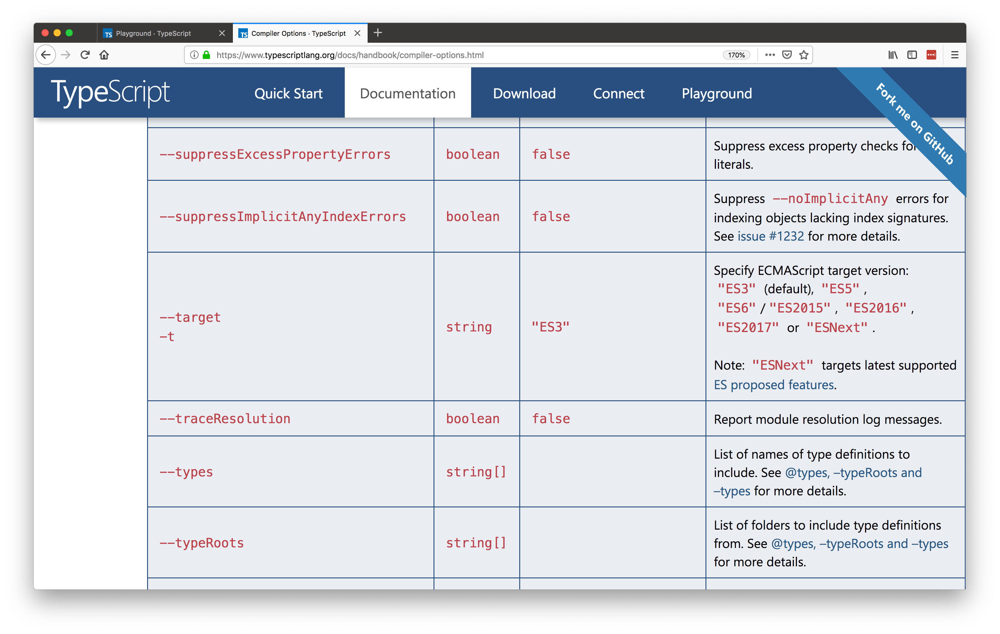 TS Playground · TypeScript
TS Compiler Options · TypeScript
https://www.typescriptlang.org/docs/handbook/compiler-options.html
170%
TypeScript
Quick Start
Documentation
Download
Connect
Playground
Fork me on GitHub
--suppressExcessPropertyErrors
boolean
false
Suppress excess property checks for
literals.
--suppressImplicitAnyIndexErrors
boolean
false
Suppress --noImplicitAny errors for
indexing objects lacking index signatures.
See issue #1232 for more details.
--target
-t
string
"ES3"
Specify ECMAScript target version:
"ES3" (default), "ES5" ,
"ES6" / "ES2015" , "ES2016" ,
"ES2017" or "ESNext" .
Note: "ESNext" targets latest supported
ES proposed features.
--traceResolution
boolean
false
Report module resolution log messages.
--types
string[]
List of names of type definitions to
include. See @types, –typeRoots and
–types for more details.
--typeRoots
string[]
List of folders to include type definitions
from. See @types, –typeRoots and –types
for more details.